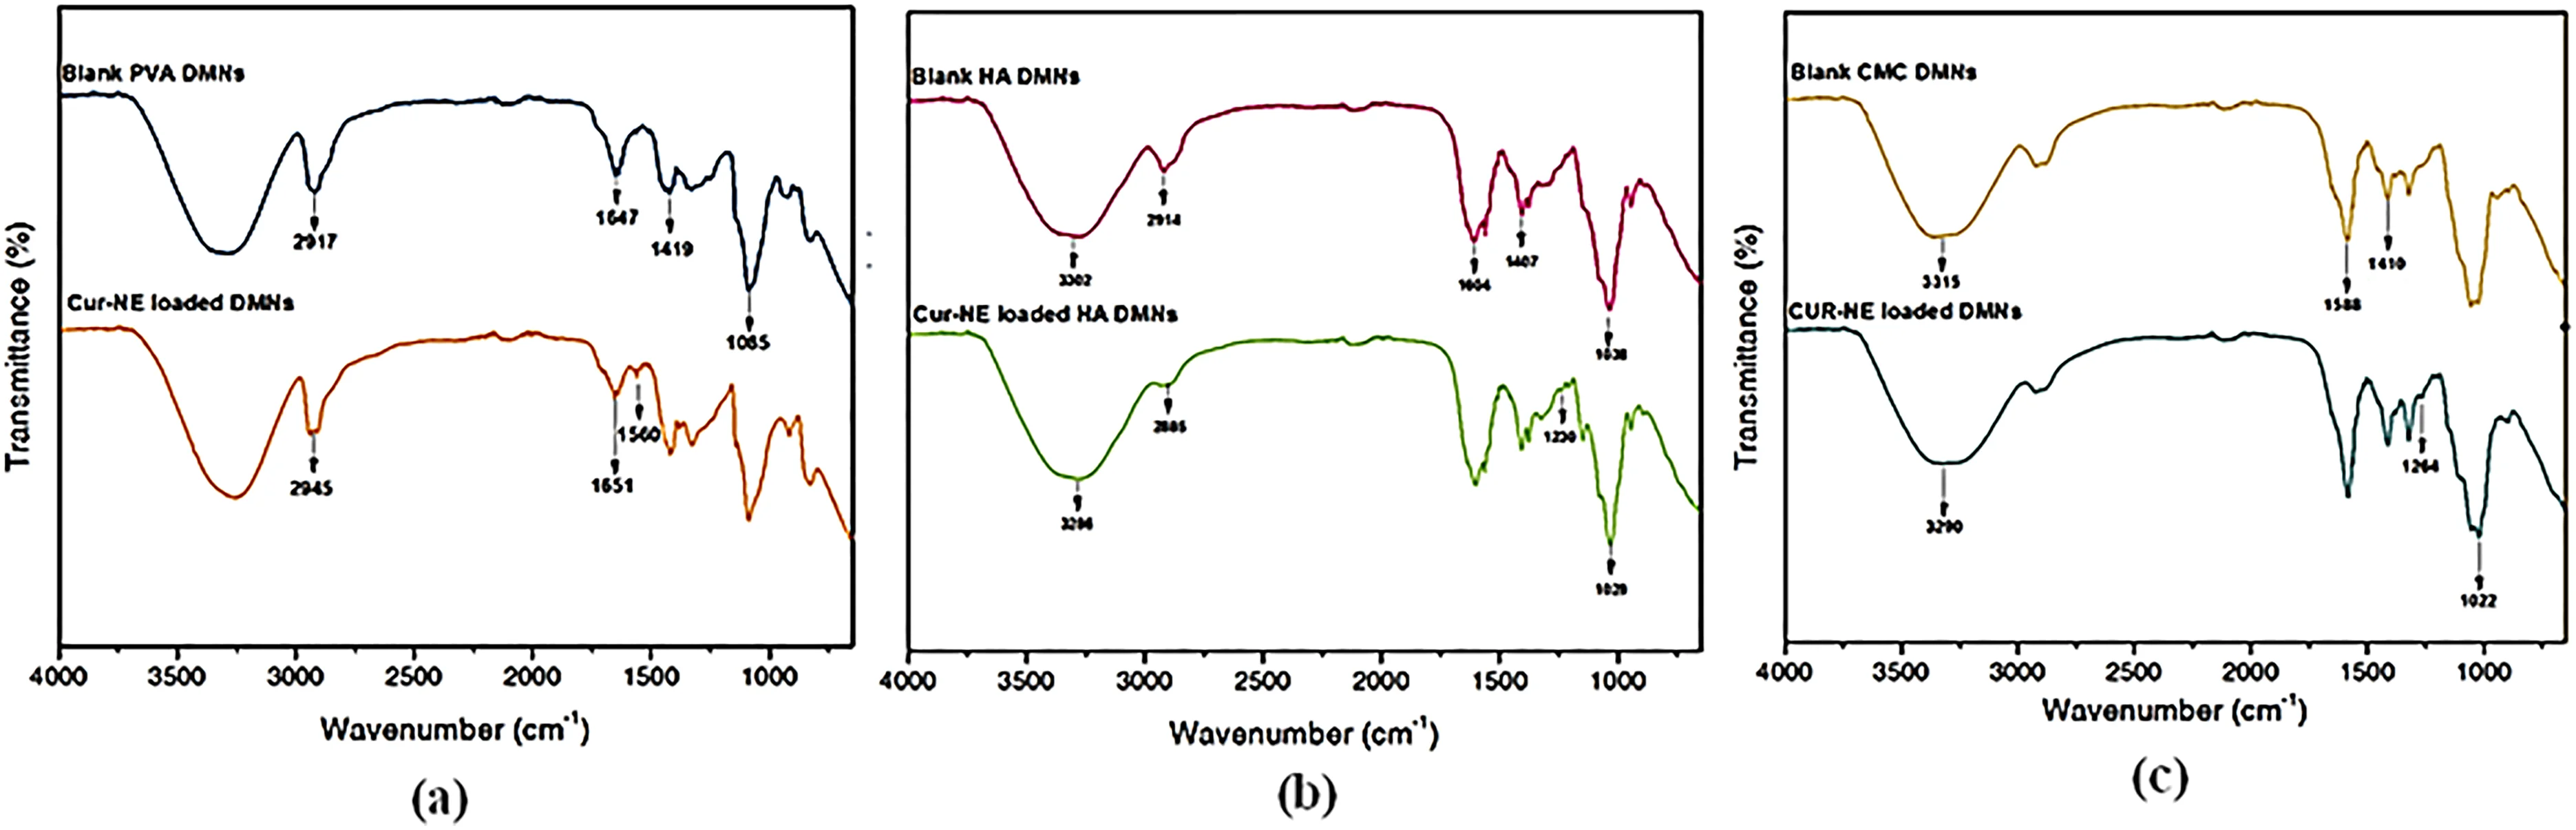 Blank PVA DMNs
2917
1647
1419
Cur-NE loaded DMNs
2945
1651
1560
Transmittance (%)
4000 3500 3000 2500 2000 1500 1000
Wavenumber (cm⁻¹)
(a)
Blank HA DMNs
3302
2914
1407
1038
Cur-NE loaded HA DMNs
3286
2885
1230
1029
4000 3500 3000 2500 2000 1500 1000
Wavenumber (cm⁻¹)
(b)
Blank CMC DMNs
3315
1588
1410
CUR-NE loaded DMNs
3290
1264
1022
Transmittance (%)
4000 3500 3000 2500 2000 1500 1000
Wavenumber (cm⁻¹)
(c)